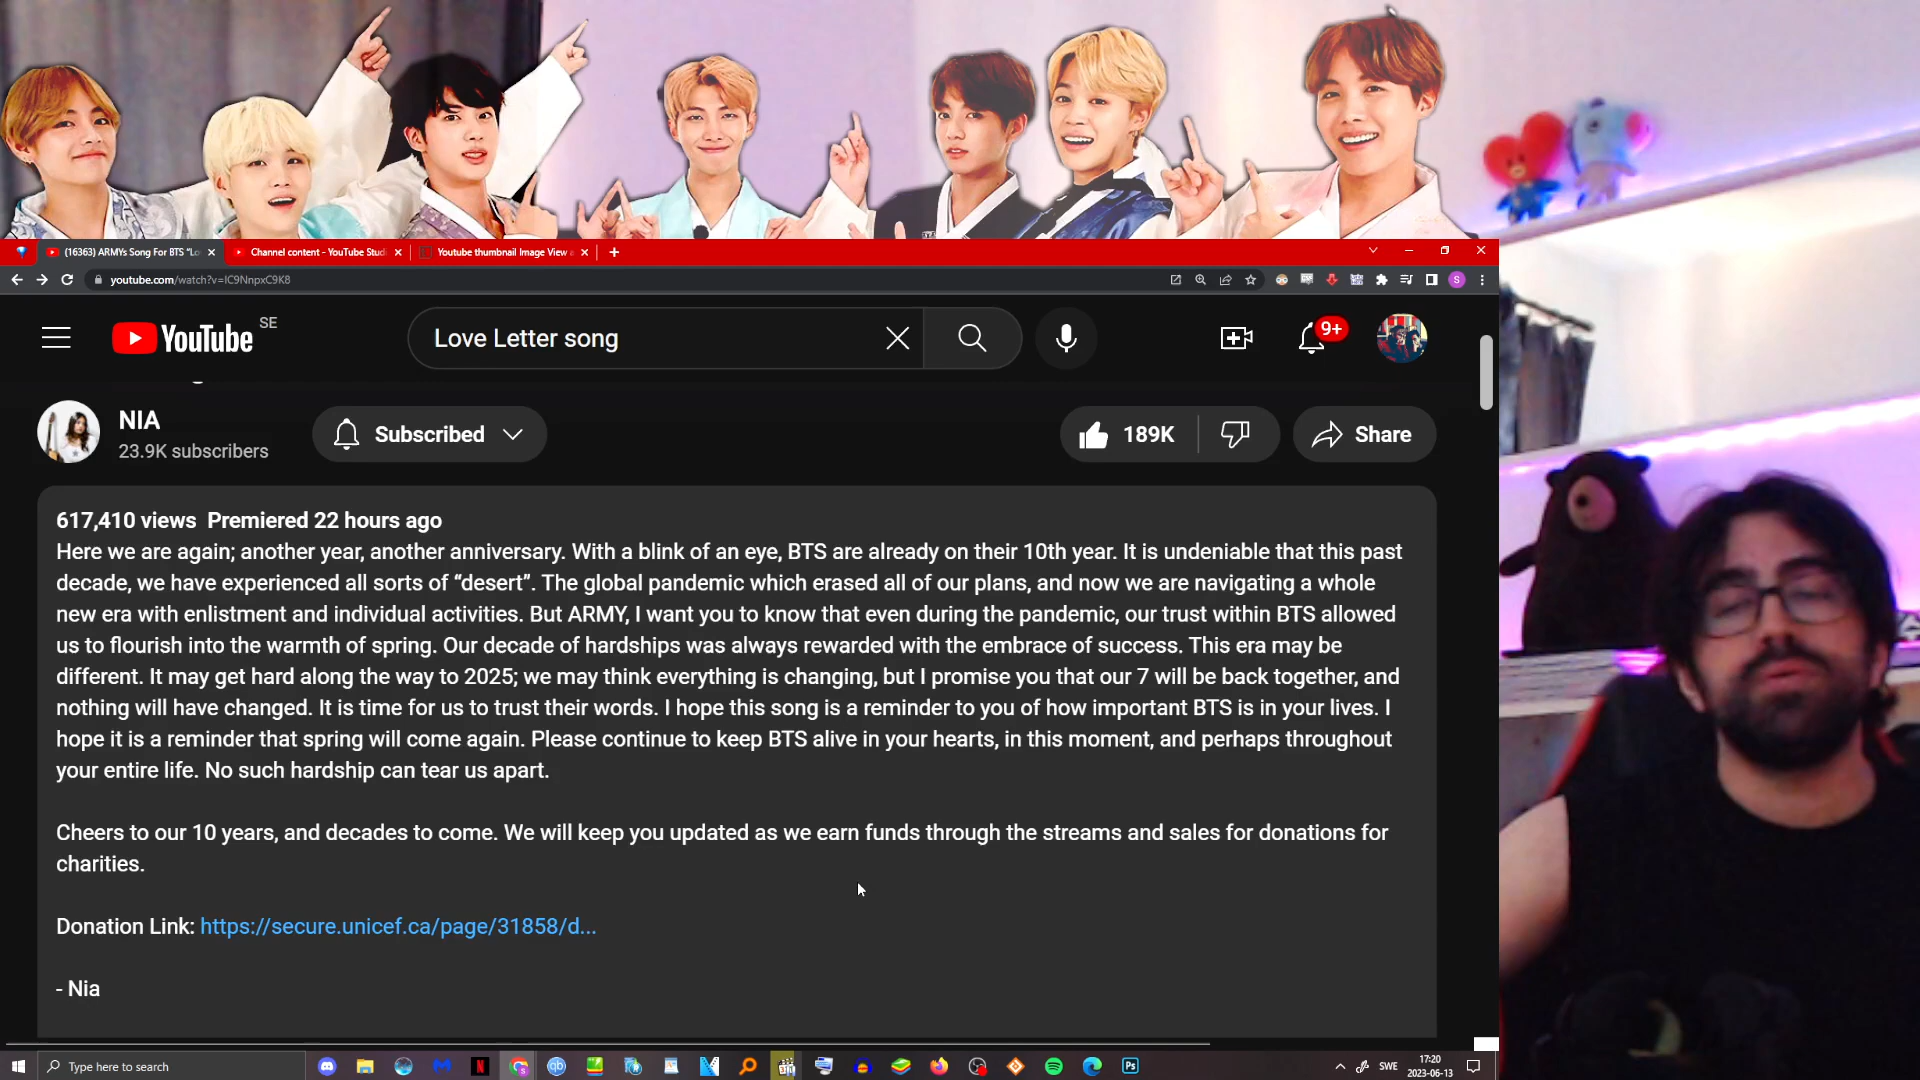 (16363) ARMYs Song For BTS “Lo
Channel content - YouTube Studi
Youtube thumbnail Image View a
youtube.com/watch?v=IC9NnpxC9K8
S
YouTube SE
Love Letter song
9+
NIA
23.9K subscribers
Subscribed
189K
Share
617,410 views Premiered 22 hours ago
Here we are again; another year, another anniversary. With a blink of an eye, BTS are already on their 10th year. It is undeniable that this past
decade, we have experienced all sorts of “desert”. The global pandemic which erased all of our plans, and now we are navigating a whole
new era with enlistment and individual activities. But ARMY, I want you to know that even during the pandemic, our trust within BTS allowed
us to flourish into the warmth of spring. Our decade of hardships was always rewarded with the embrace of success. This era may be
different. It may get hard along the way to 2025; we may think everything is changing, but I promise you that our 7 will be back together, and
nothing will have changed. It is time for us to trust their words. I hope this song is a reminder to you of how important BTS is in your lives. I
hope it is a reminder that spring will come again. Please continue to keep BTS alive in your hearts, in this moment, and perhaps throughout
your entire life. No such hardship can tear us apart.
Cheers to our 10 years, and decades to come. We will keep you updated as we earn funds through the streams and sales for donations for
charities.
Donation Link: https://secure.unicef.ca/page/31858/d...
- Nia
Type here to search
N
qb
Ps
SWE
17:20
2023-06-13